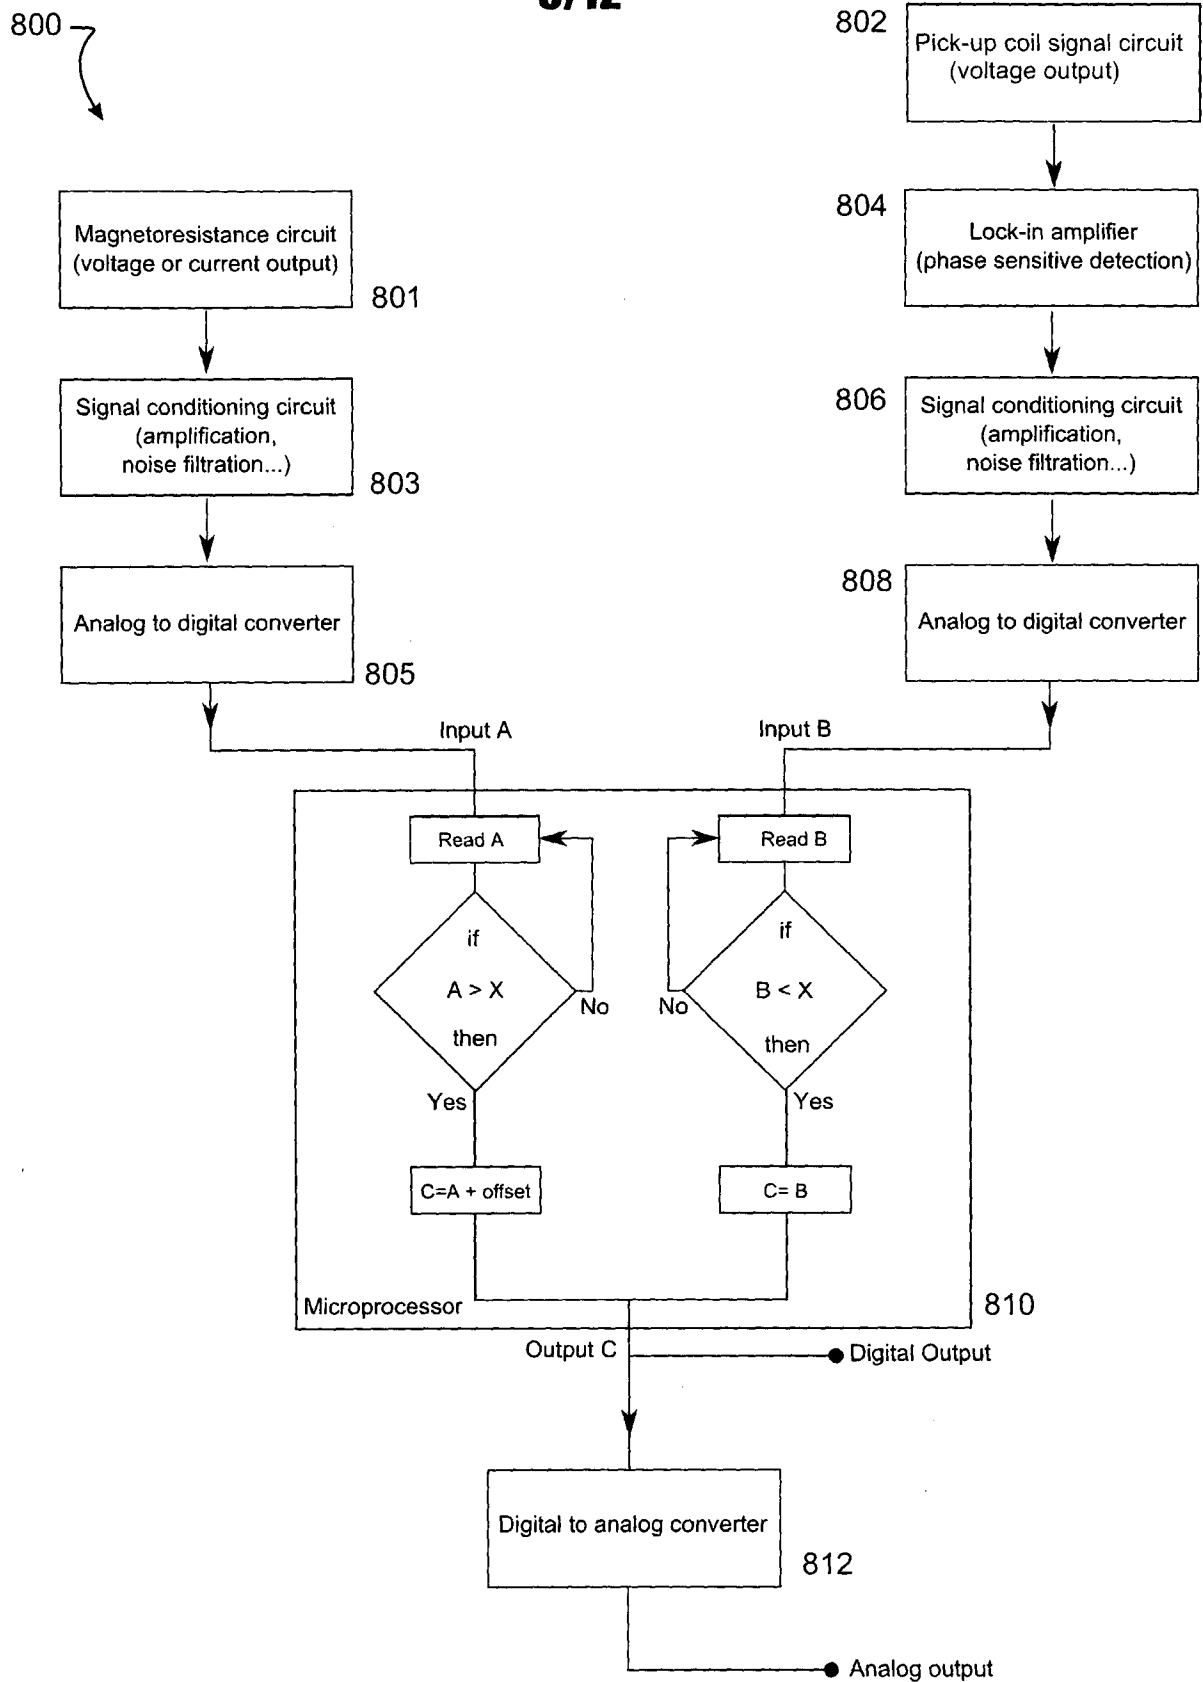 800
802
Pick-up coil signal circuit
(voltage output)
804
Lock-in amplifier
(phase sensitive detection)
Magnetoresistance circuit
(voltage or current output)
801
Signal conditioning circuit
(amplification,
noise filtration...)
803
806
Signal conditioning circuit
(amplification,
noise filtration...)
Analog to digital converter
805
808
Analog to digital converter
Input A
Input B
Read A
Read B
if
A > X
then
No
Yes
if
B < X
then
No
Yes
C=A + offset
C= B
Microprocessor
810
Output C
Digital Output
Digital to analog converter
812
Analog output